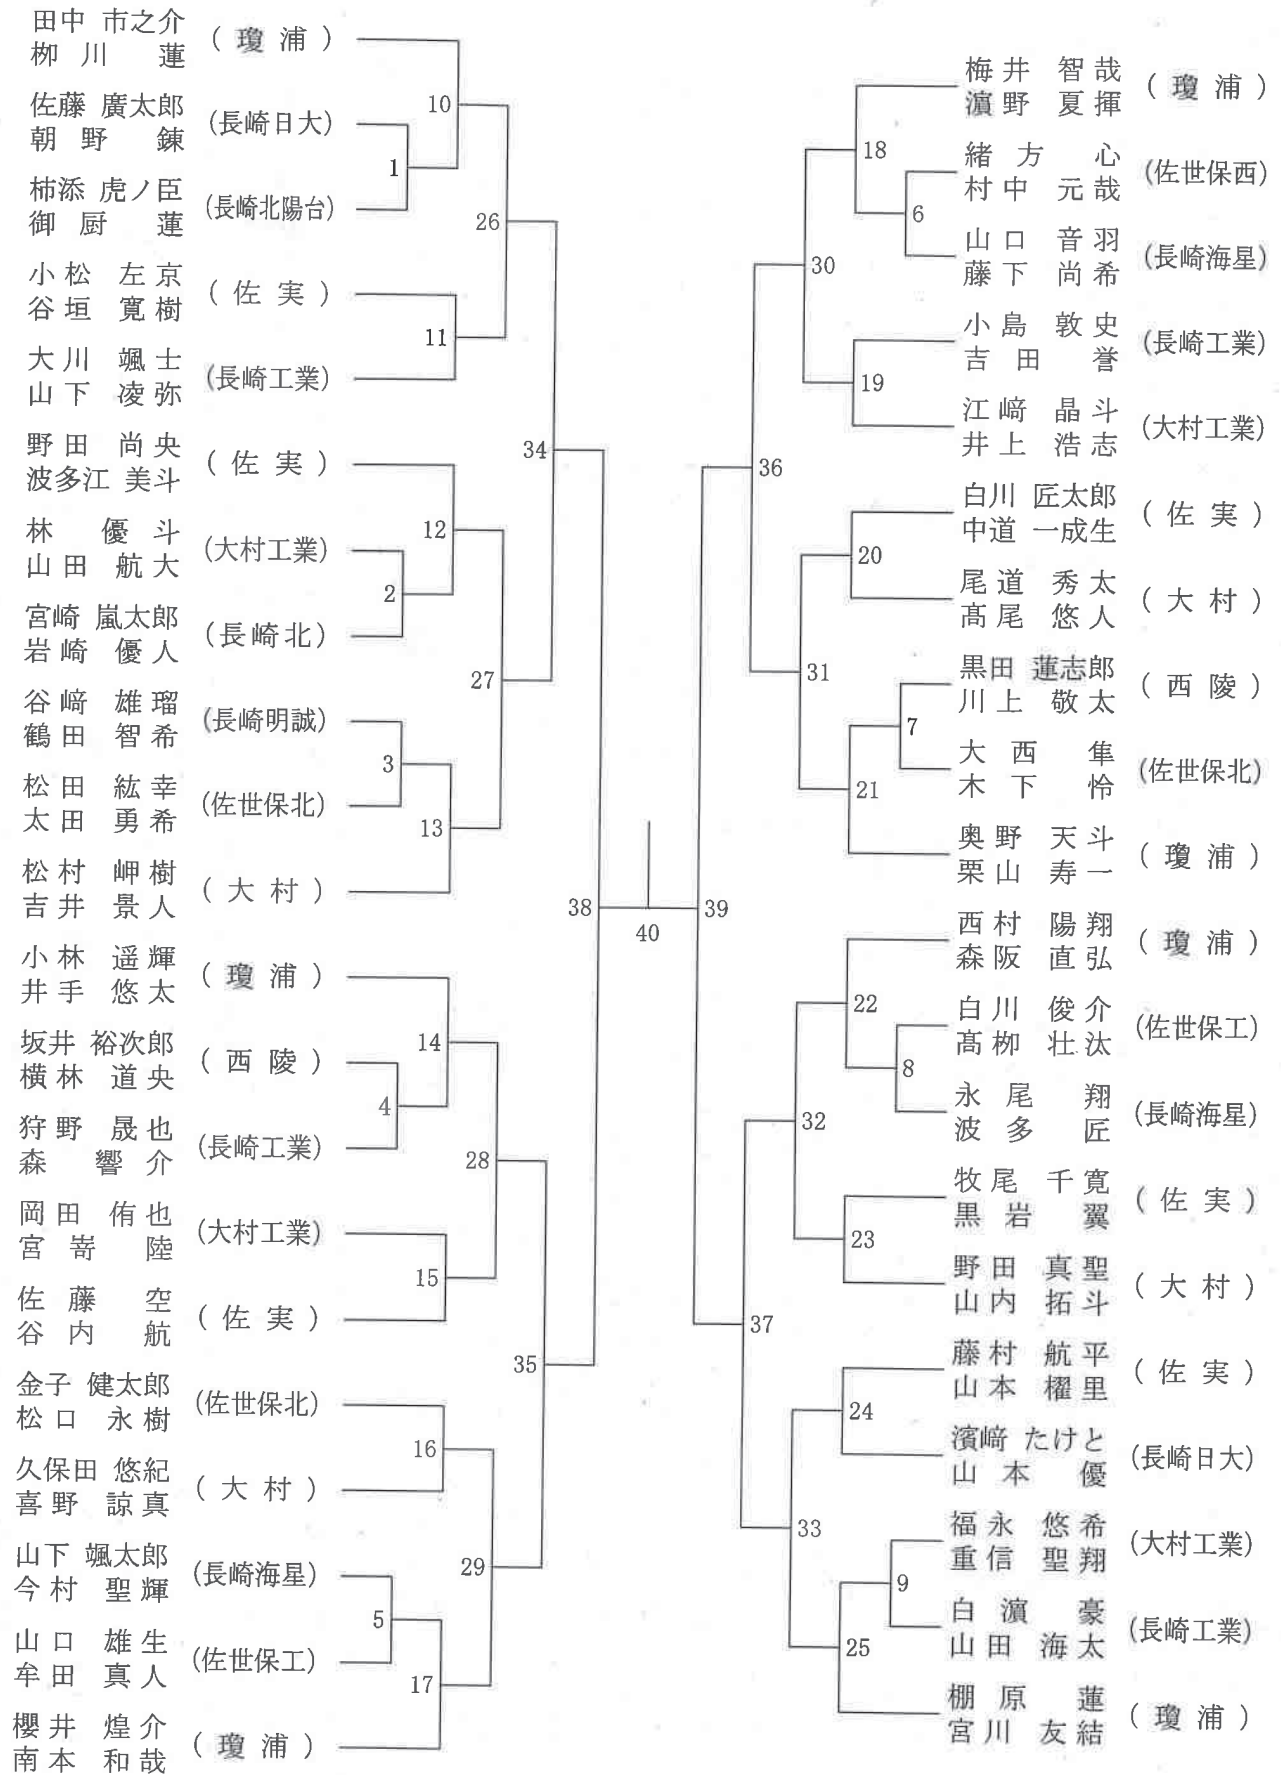 田中 市之介
栁川 蓮
(瓊浦)
佐藤 廣太郎
朝野 錬
(長崎日大)
柿添 虎ノ臣
御厨 蓮
(長崎北陽台)
小松 左京
谷垣 寛樹
(佐実)
大川 颯士
山下 凌弥
(長崎工業)
野田 尚央
波多江 美斗
(佐実)
林 優斗
山田 航大
(大村工業)
宮崎 嵐太郎
岩崎 優人
(長崎北)
谷﨑 雄瑠
鶴田 智希
(長崎明誠)
松田 紘幸
太田 勇希
(佐世保北)
松村 岬樹
吉井 景人
(大村)
小林 遥輝
井手 悠太
(瓊浦)
坂井 裕次郎
横林 道央
(西陵)
狩野 晟也
森 響介
(長崎工業)
岡田 侑也
宮嵜 陸
(大村工業)
佐藤 空
谷内 航
(佐実)
金子 健太郎
松口 永樹
(佐世保北)
久保田 悠紀
喜野 諒真
(大村)
山下 颯太郎
今村 聖輝
(長崎海星)
山口 雄生
牟田 真人
(佐世保工)
櫻井 煌介
南本 和哉
(瓊浦)
10
1
26
11
34
12
2
27
3
13
38
14
4
28
15
35
16
29
5
17
40
39
梅井 智哉
濵野 夏揮
(瓊浦)
緒方 心
村中 元哉
(佐世保西)
山口 音羽
藤下 尚希
(長崎海星)
小島 敦史
吉田 誉
(長崎工業)
江﨑 晶斗
井上 浩志
(大村工業)
白川 匠太郎
中道 一成生
(佐実)
尾道 秀太
髙尾 悠人
(大村)
黒田 蓮志郎
川上 敬太
(西陵)
大西 隼
木下 怜
(佐世保北)
奥野 天斗
栗山 寿一
(瓊浦)
西村 陽翔
森阪 直弘
(瓊浦)
白川 俊介
髙栁 壮汰
(佐世保工)
永尾 翔
波多 匠
(長崎海星)
牧尾 千寛
黒岩 翼
(佐実)
野田 真聖
山内 拓斗
(大村)
藤村 航平
山本 櫂里
(佐実)
濱﨑 たけと
山本 優
(長崎日大)
福永 悠希
重信 聖翔
(大村工業)
白濵 豪
山田 海太
(長崎工業)
棚原 蓮
宮川 友結
(瓊浦)
18
6
30
19
36
20
31
7
21
22
8
32
23
37
24
33
9
25